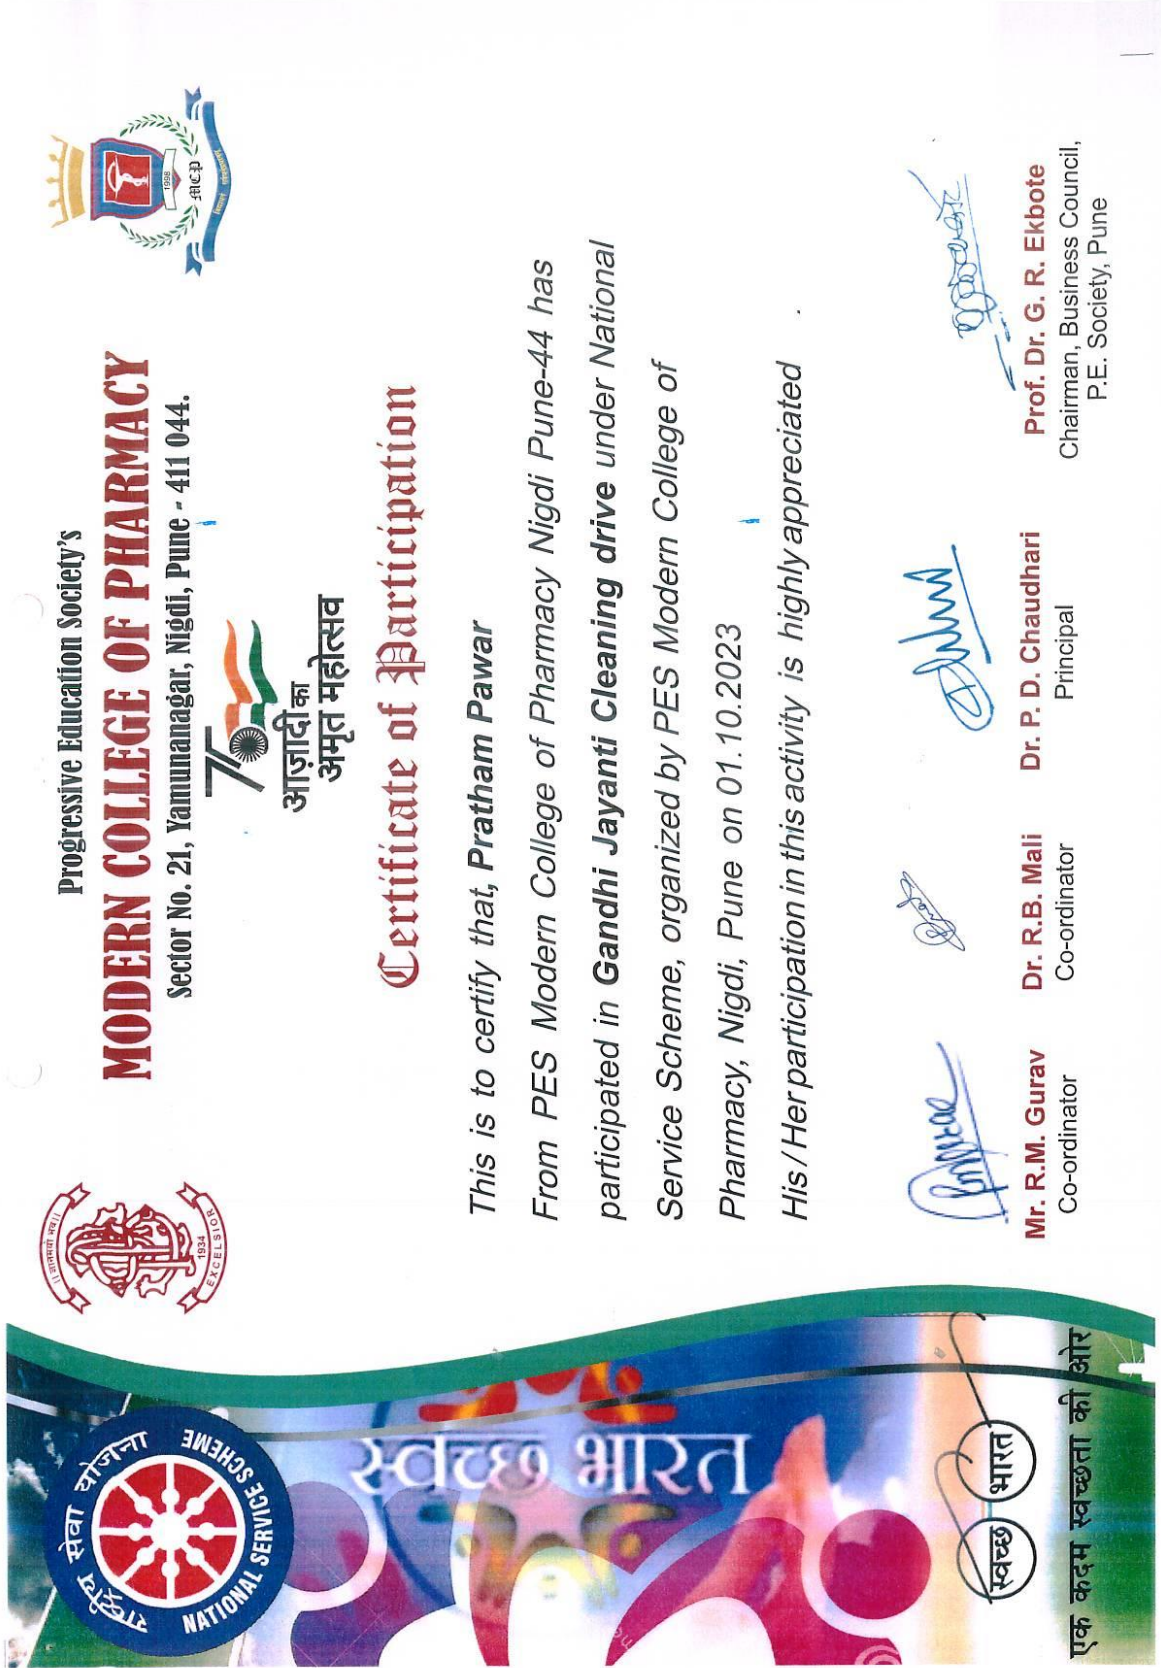 Progressive Education Society's
MODERN COLLEGE OF PHARMACY
Sector No. 21, Yamunanagar, Nigdi, Pune - 411 044.
।। ज्ञानमयो भव ।।
1934
EXCELSIOR
1998
MCP
75
आज़ादी का
अमृत महोत्सव
Certificate of Participation
This is to certify that, Pratham Pawar
From PES Modern College of Pharmacy Nigdi Pune-44 has
participated in Gandhi Jayanti Cleaning drive under National
Service Scheme, organized by PES Modern College of
Pharmacy, Nigdi, Pune on 01.10.2023
His / Her participation in this activity is highly appreciated .
Mr. R.M. Gurav
Co-ordinator
Dr. R.B. Mali
Co-ordinator
Dr. P. D. Chaudhari
Principal
Prof. Dr. G. R. Ekbote
Chairman, Business Council,
P.E. Society, Pune
राष्ट्रीय सेवा योजना
NATIONAL SERVICE SCHEME
स्वच्छ भारत
स्वच्छ भारत
एक कदम स्वच्छता की ओर